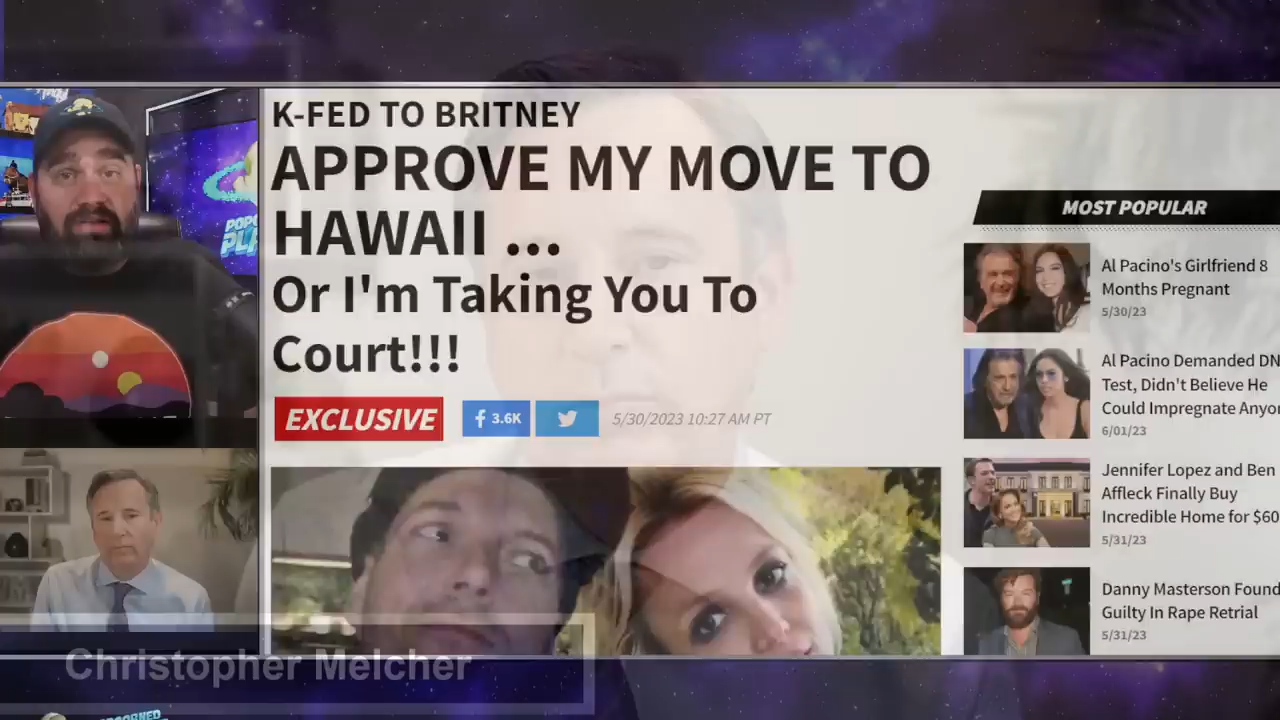 K-FED TO BRITNEY
APPROVE MY MOVE TO
HAWAII ...
Or I'm Taking You To
Court!!!
EXCLUSIVE
3.6K
5/30/2023 10:27 AM PT
MOST POPULAR
Al Pacino's Girlfriend 8
Months Pregnant
5/30/23
Al Pacino Demanded DN
Test, Didn't Believe He
Could Impregnate Anyo
6/01/23
Jennifer Lopez and Ben
Affleck Finally Buy
Incredible Home for $60
5/31/23
Danny Masterson Found
Guilty In Rape Retrial
5/31/23
Christopher Melcher